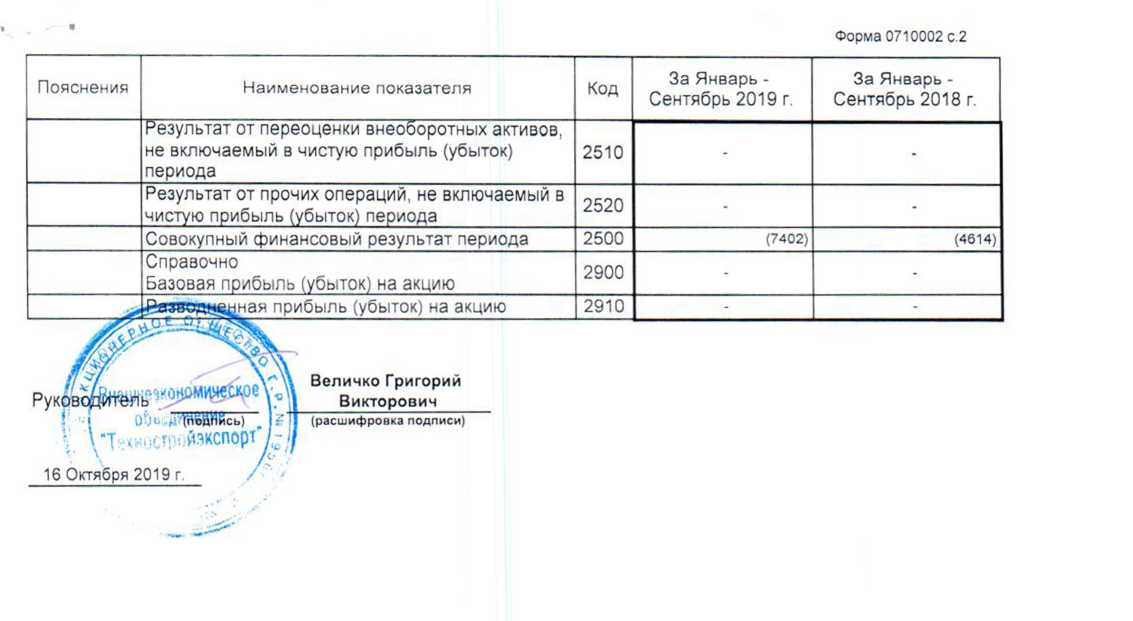 Форма 0710002 с.2
Пояснения
Наименование показателя
Код
За Январь -
Сентябрь 2019 г.
За Январь -
Сентябрь 2018 г.
Результат от переоценки внеоборотных активов,
не включаемый в чистую прибыль (убыток)
периода
2510
-
-
Результат от прочих операций, не включаемый в
чистую прибыль (убыток) периода
2520
-
-
Совокупный финансовый результат периода
2500
(7402)
(4614)
Справочно
Базовая прибыль (убыток) на акцию
2900
-
-
Разводненная прибыль (убыток) на акцию
2910
-
-
Руководитель
(подпись)
Величко Григорий
Викторович
(расшифровка подписи)
16 Октября 2019 г.
АКЦИОНЕРНОЕ ОБЩЕСТВО Г.Р.
Внешнеэкономическое
объединение
"Техностройэкспорт"